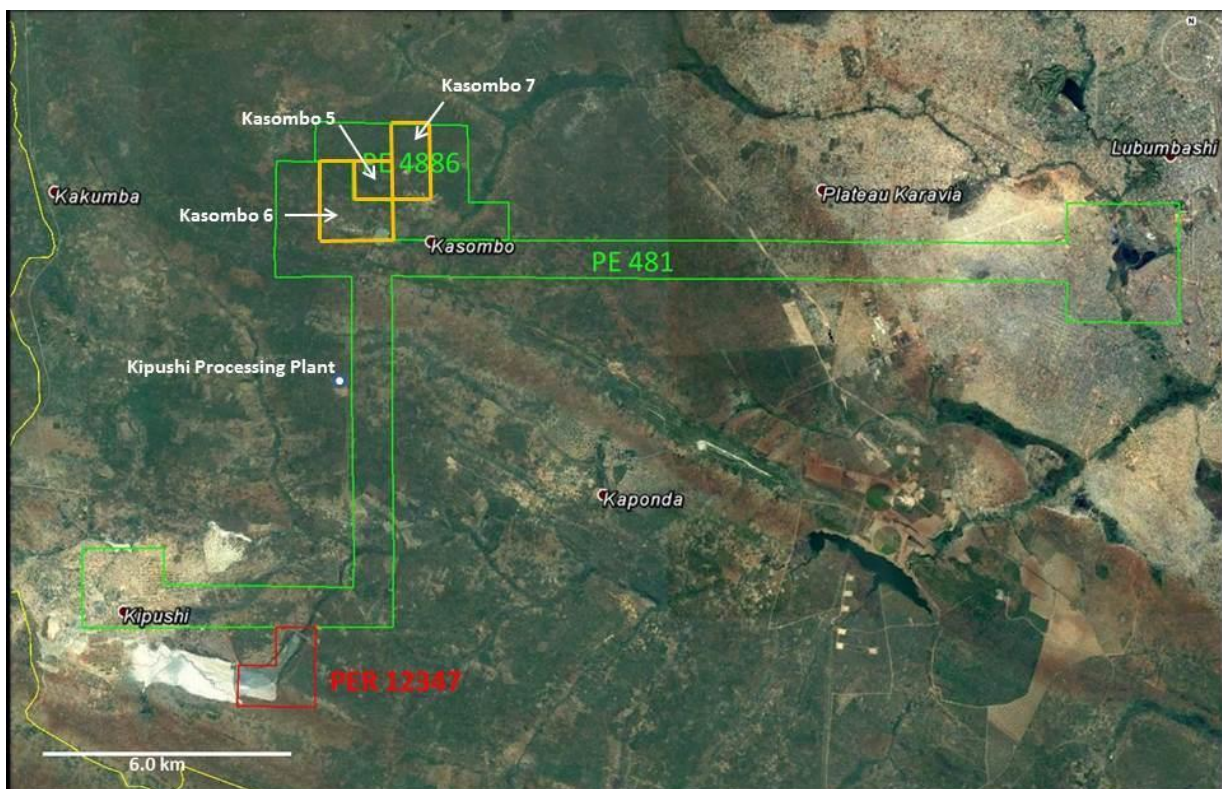 N
Kasombo 7
Kasombo 5
PE 4886
Lubumbashi
Kakumba
Plateau Karavia
Kasombo 6
Kasombo
PE 481
Kipushi Processing Plant
Kaponda
Kipushi
PER 12347
6.0 km